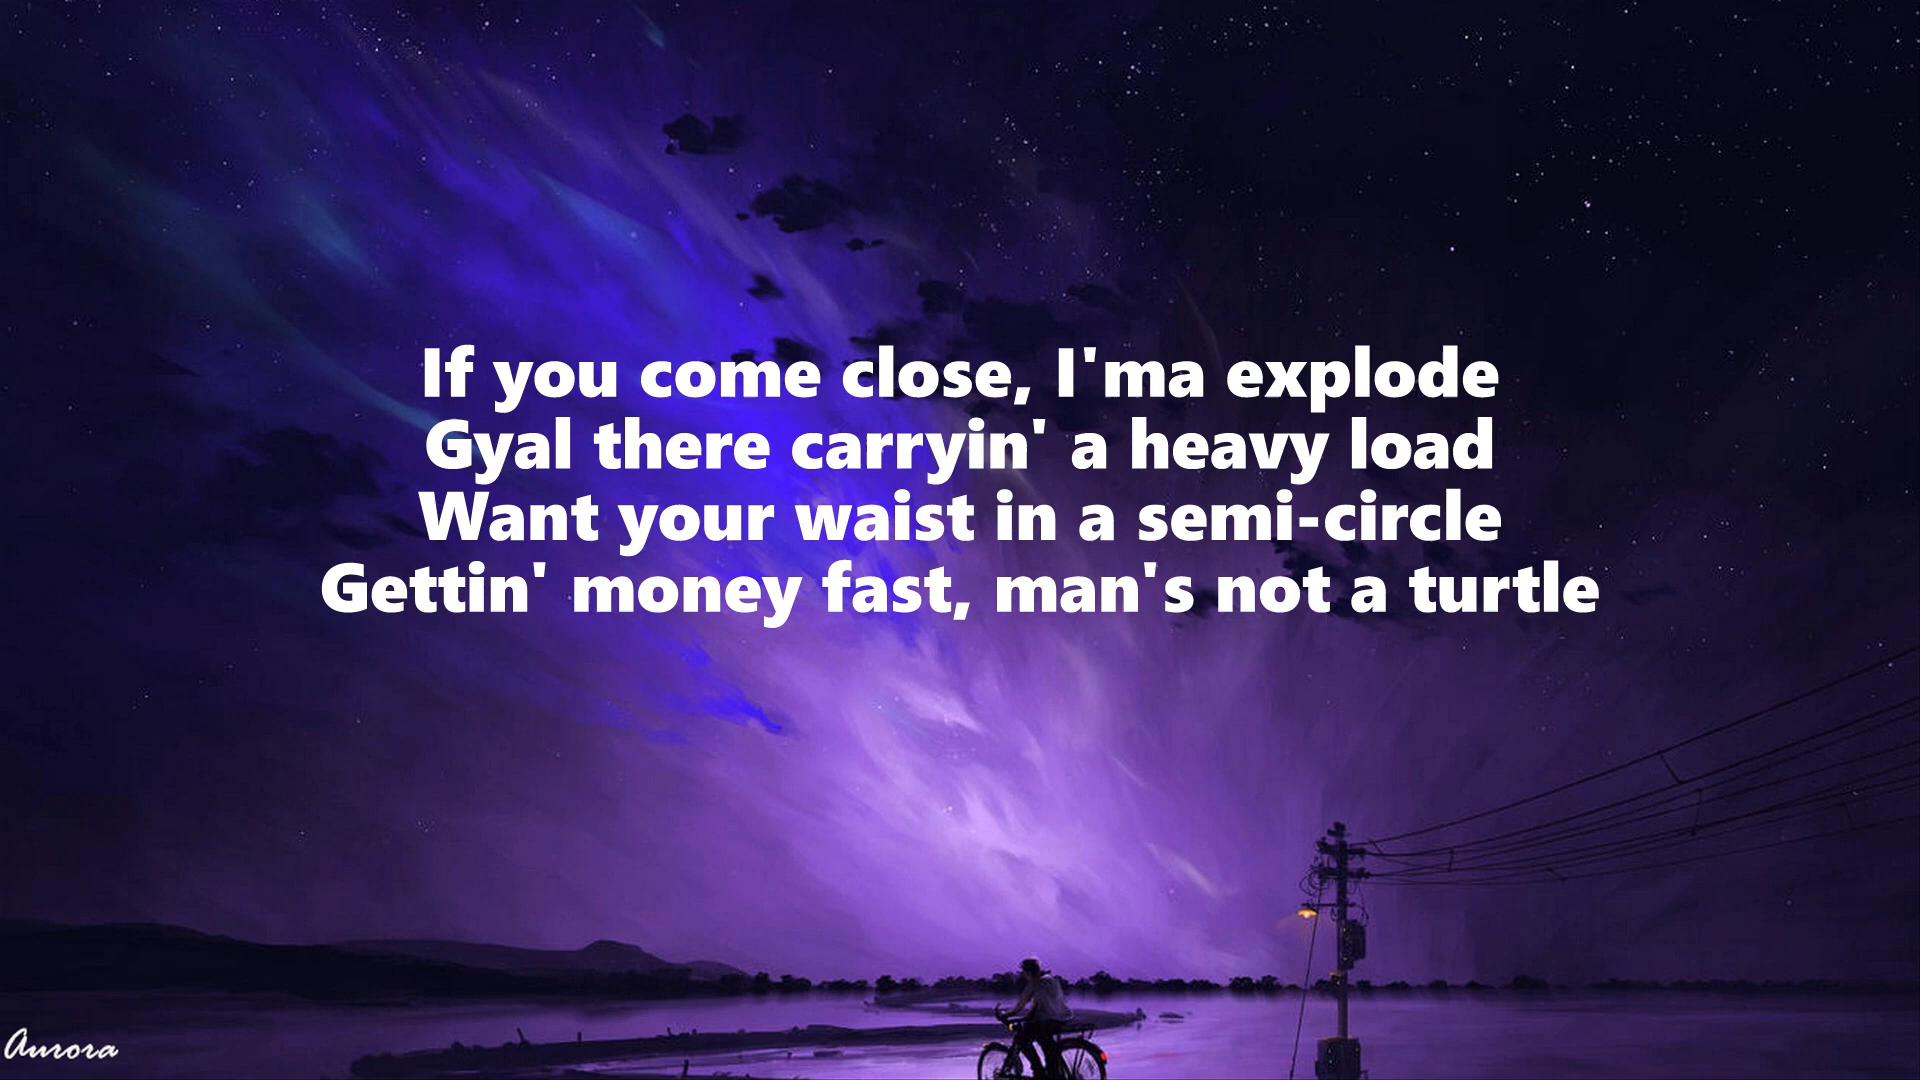 If you come close, I'ma explode
Gyal there carryin' a heavy load
Want your waist in a semi-circle
Gettin' money fast, man's not a turtle
Aurora